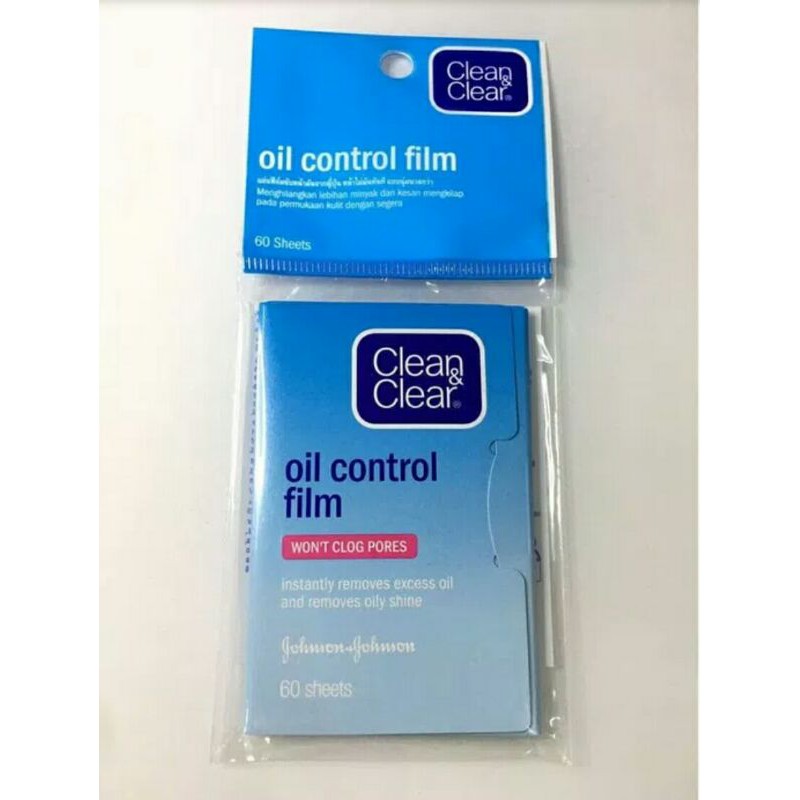 Clean
&
Clear®
oil control film
Menghilangkan lebihan minyak dan kesan mengkilap
pada permukaan kulit dengan segera
60 Sheets
Clean
&
Clear®
oil control
film
WON'T CLOG PORES
instantly removes excess oil
and removes oily shine
Johnson+Johnson
60 sheets